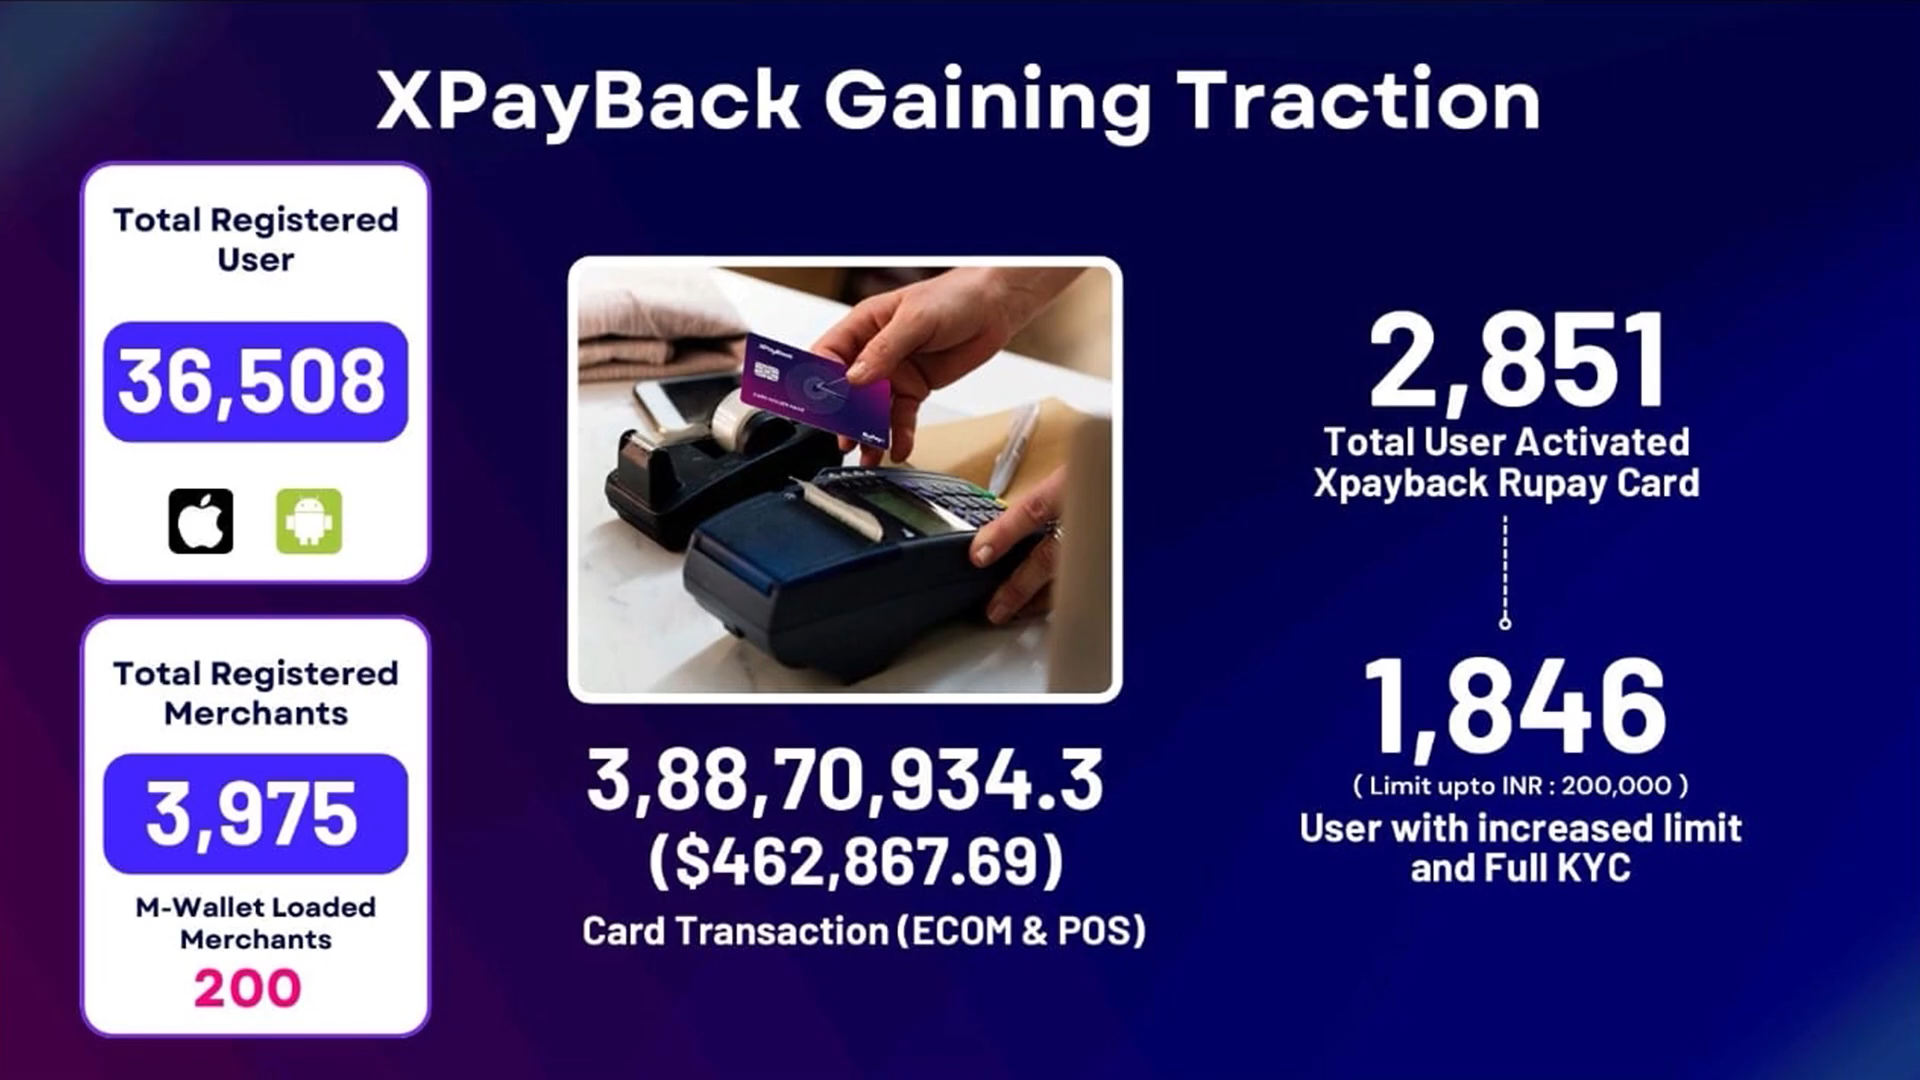 XPayBack Gaining Traction
Total Registered
User
36,508
Total Registered
Merchants
3,975
M-Wallet Loaded
Merchants
200
XPayBack
3,88,70,934.3
($462,867.69)
Card Transaction (ECOM & POS)
2,851
Total User Activated
Xpayback Rupay Card
1,846
( Limit upto INR : 200,000 )
User with increased limit
and Full KYC